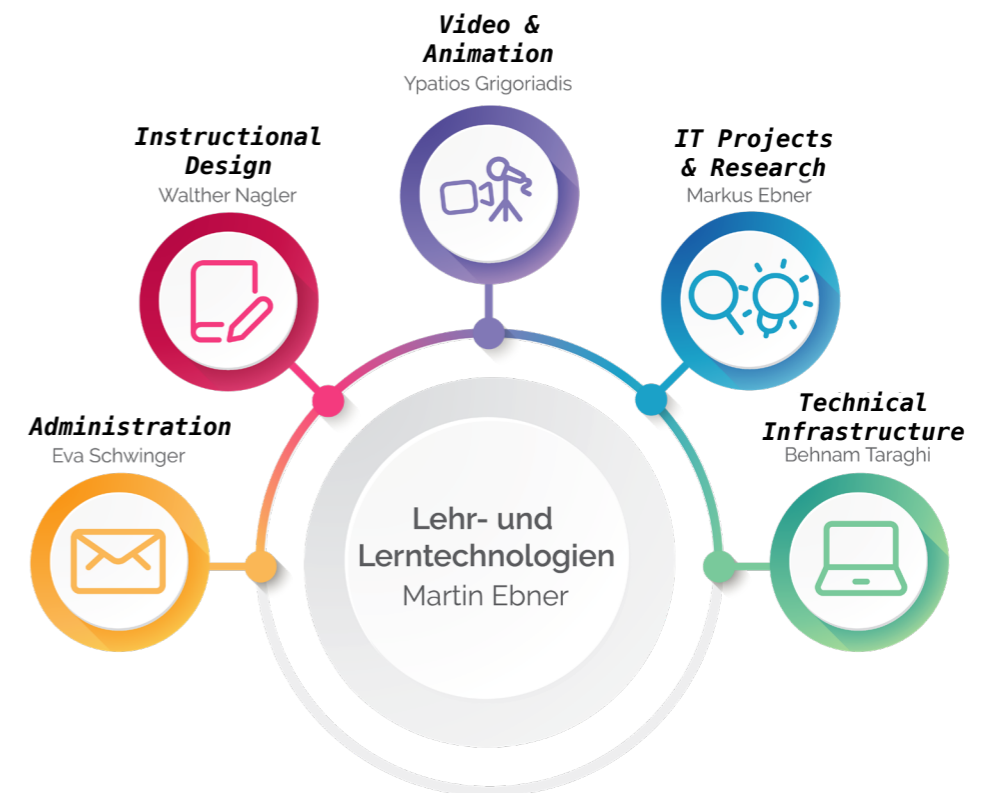 Video &
Animation
Ypatios Grigoriadis
Instructional
Design
Walther Nagler
IT Projects
& Research
Markus Ebner
Administration
Eva Schwinger
Technical
Infrastructure
Behnam Taraghi
Lehr- und
Lerntechnologien
Martin Ebner